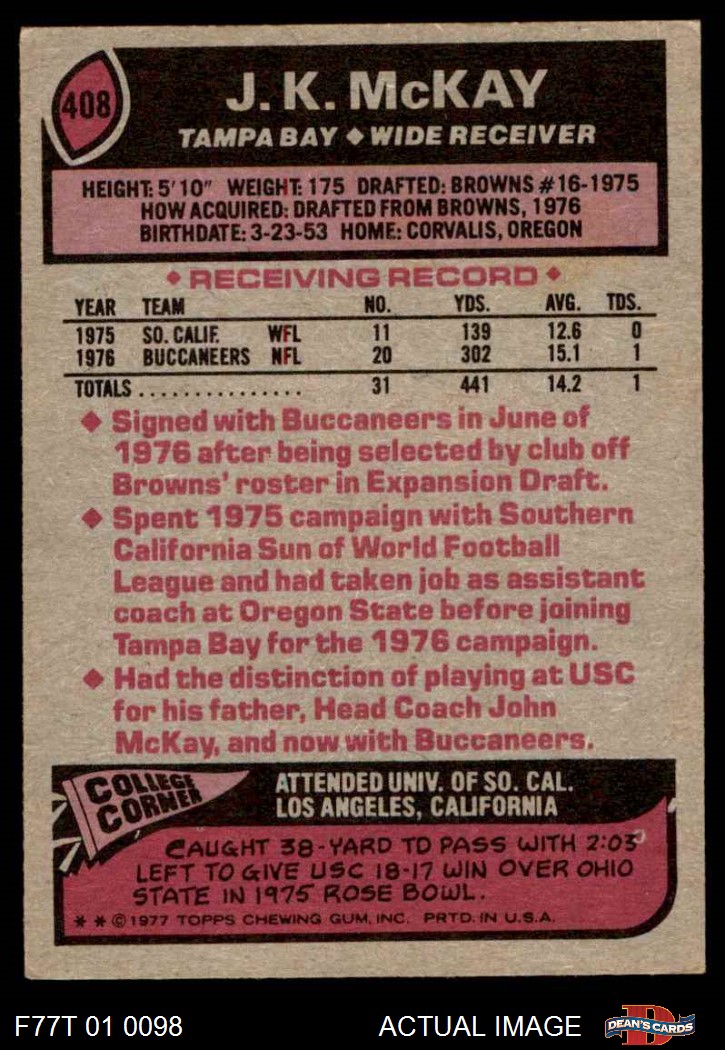 408
J. K. McKAY
TAMPA BAY ◆ WIDE RECEIVER
HEIGHT: 5'10" WEIGHT: 175 DRAFTED: BROWNS #16-1975
HOW ACQUIRED: DRAFTED FROM BROWNS, 1976
BIRTHDATE: 3-23-53 HOME: CORVALIS, OREGON
◆ RECEIVING RECORD ◆
YEAR TEAM NO. YDS. AVG. TDS.
1975 SO. CALIF. WFL 11 139 12.6 0
1976 BUCCANEERS NFL 20 302 15.1 1
TOTALS ................ 31 441 14.2 1
◆ Signed with Buccaneers in June of
1976 after being selected by club off
Browns' roster in Expansion Draft.
◆ Spent 1975 campaign with Southern
California Sun of World Football
League and had taken job as assistant
coach at Oregon State before joining
Tampa Bay for the 1976 campaign.
◆ Had the distinction of playing at USC
for his father, Head Coach John
McKay, and now with Buccaneers.
COLLEGE
CORNER
ATTENDED UNIV. OF SO. CAL.
LOS ANGELES, CALIFORNIA
CAUGHT 38-YARD TD PASS WITH 2:03
LEFT TO GIVE USC 18-17 WIN OVER OHIO
STATE IN 1975 ROSE BOWL.
* * © 1977 TOPPS CHEWING GUM, INC. PRTD. IN U.S.A.
F77T 01 0098 ACTUAL IMAGE
D
DEAN'S CARDS